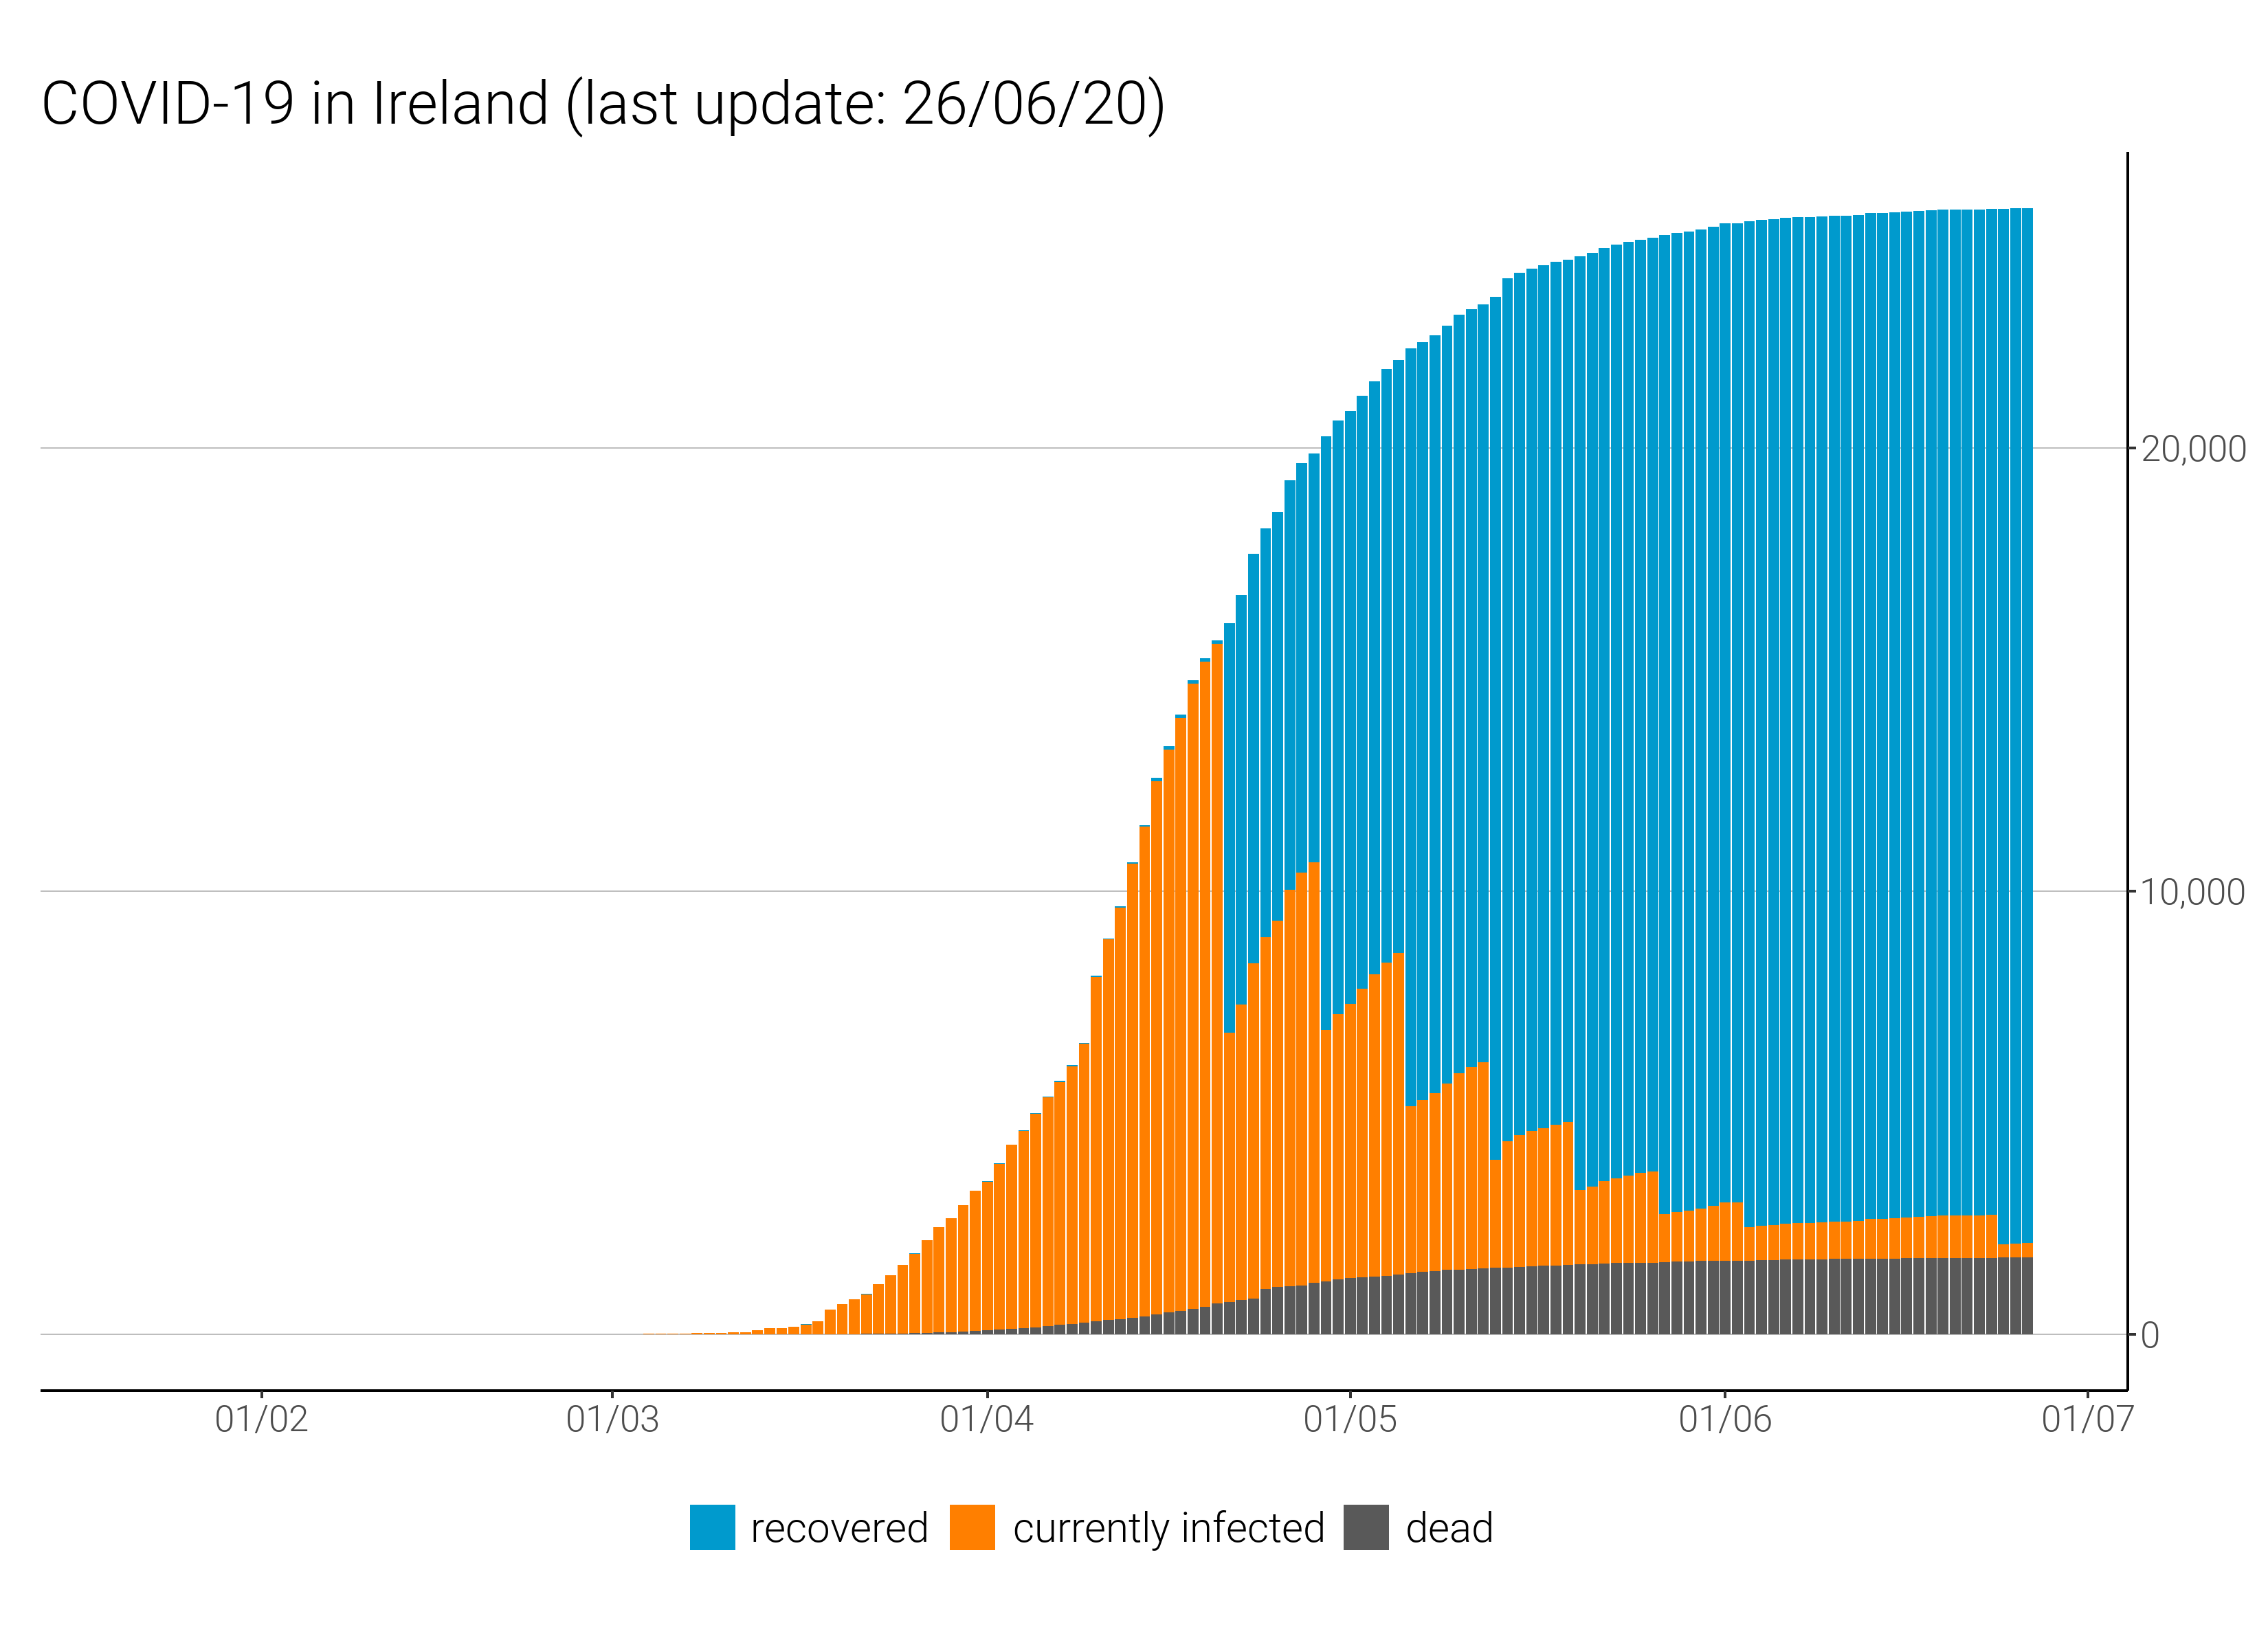 COVID-19 in Ireland (last update: 26/06/20)
20,000
10,000
0
01/02 01/03 01/04 01/05 01/06 01/07
recovered currently infected dead